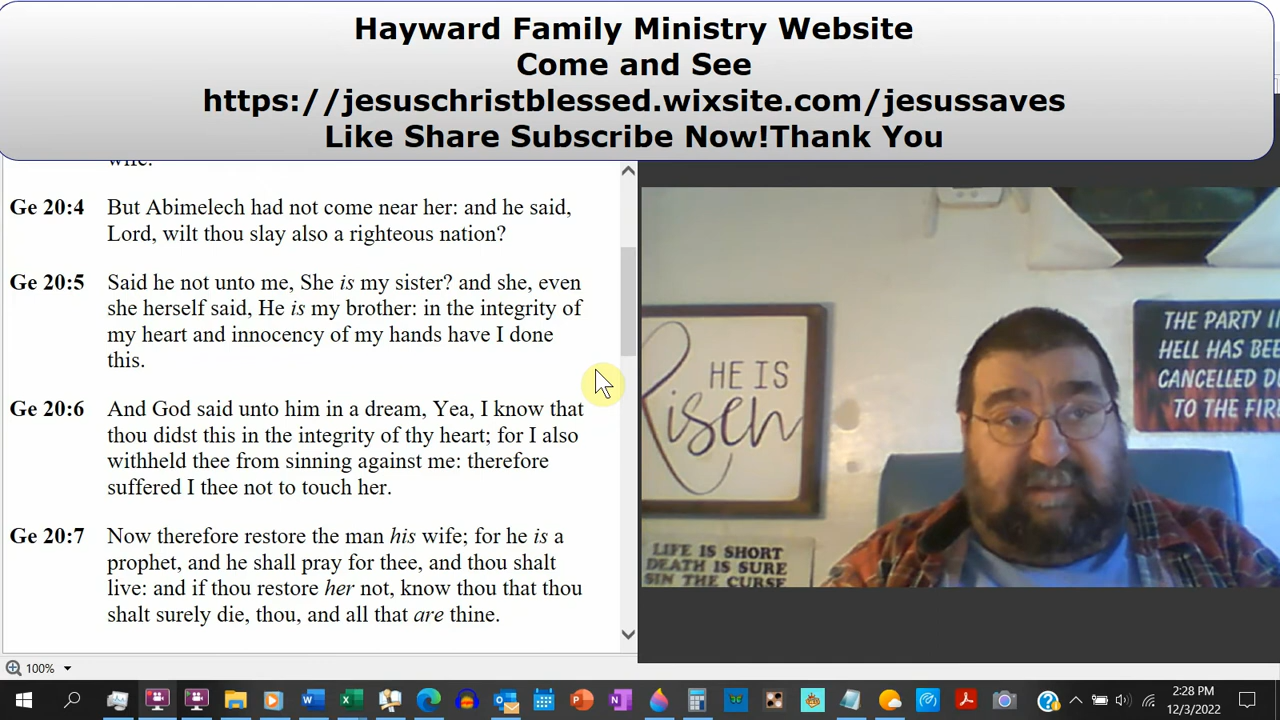 Hayward Family Ministry Website
Come and See
https://jesuschristblessed.wixsite.com/jesussaves
Like Share Subscribe Now!Thank You
wife.
Ge 20:4 But Abimelech had not come near her: and he said,
Lord, wilt thou slay also a righteous nation?
Ge 20:5 Said he not unto me, She is my sister? and she, even
she herself said, He is my brother: in the integrity of
my heart and innocency of my hands have I done
this.
Ge 20:6 And God said unto him in a dream, Yea, I know that
thou didst this in the integrity of thy heart; for I also
withheld thee from sinning against me: therefore
suffered I thee not to touch her.
Ge 20:7 Now therefore restore the man his wife; for he is a
prophet, and he shall pray for thee, and thou shalt
live: and if thou restore her not, know thou that thou
shalt surely die, thou, and all that are thine.
HE IS
Risen
THE PARTY I
HELL HAS BEE
CANCELLED DU
TO THE FIR
LIFE IS SHORT
DEATH IS SURE
SIN THE CURSE
100%
2:28 PM
12/3/2022